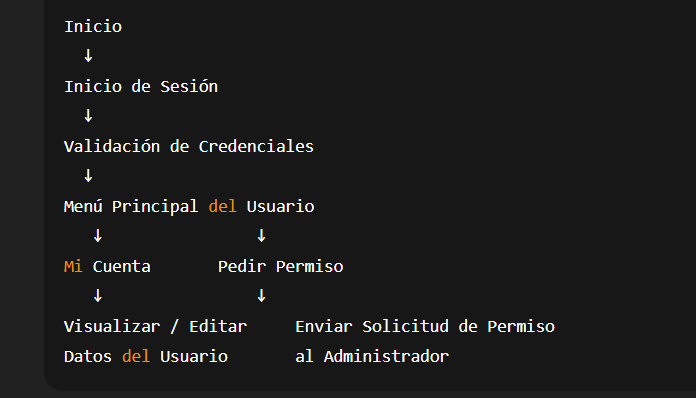 Inicio
↓
Inicio de Sesión
↓
Validación de Credenciales
↓
Menú Principal del Usuario
↓ ↓
Mi Cuenta Pedir Permiso
↓ ↓
Visualizar / Editar Enviar Solicitud de Permiso
Datos del Usuario al Administrador